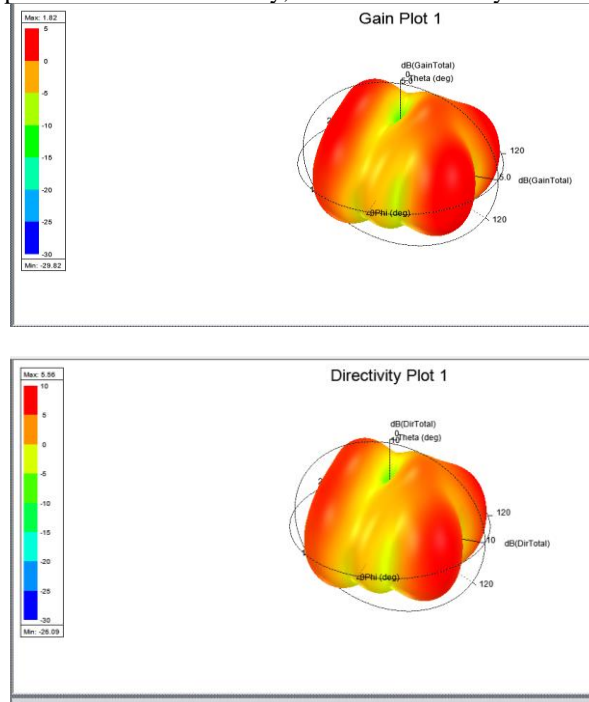 Max: 1.82
Gain Plot 1
5
0
-5
-10
-15
-20
-25
-30
Min: -29.82
dB(GainTotal)
Theta (deg)
120
5.0
dB(GainTotal)
Phi (deg)
120
Directivity Plot 1
10
5
0
-5
-10
-15
-20
-25
-30
Min: -26.09
dB(DirTotal)
Theta (deg)
120
10
dB(DirTotal)
Phi (deg)
120